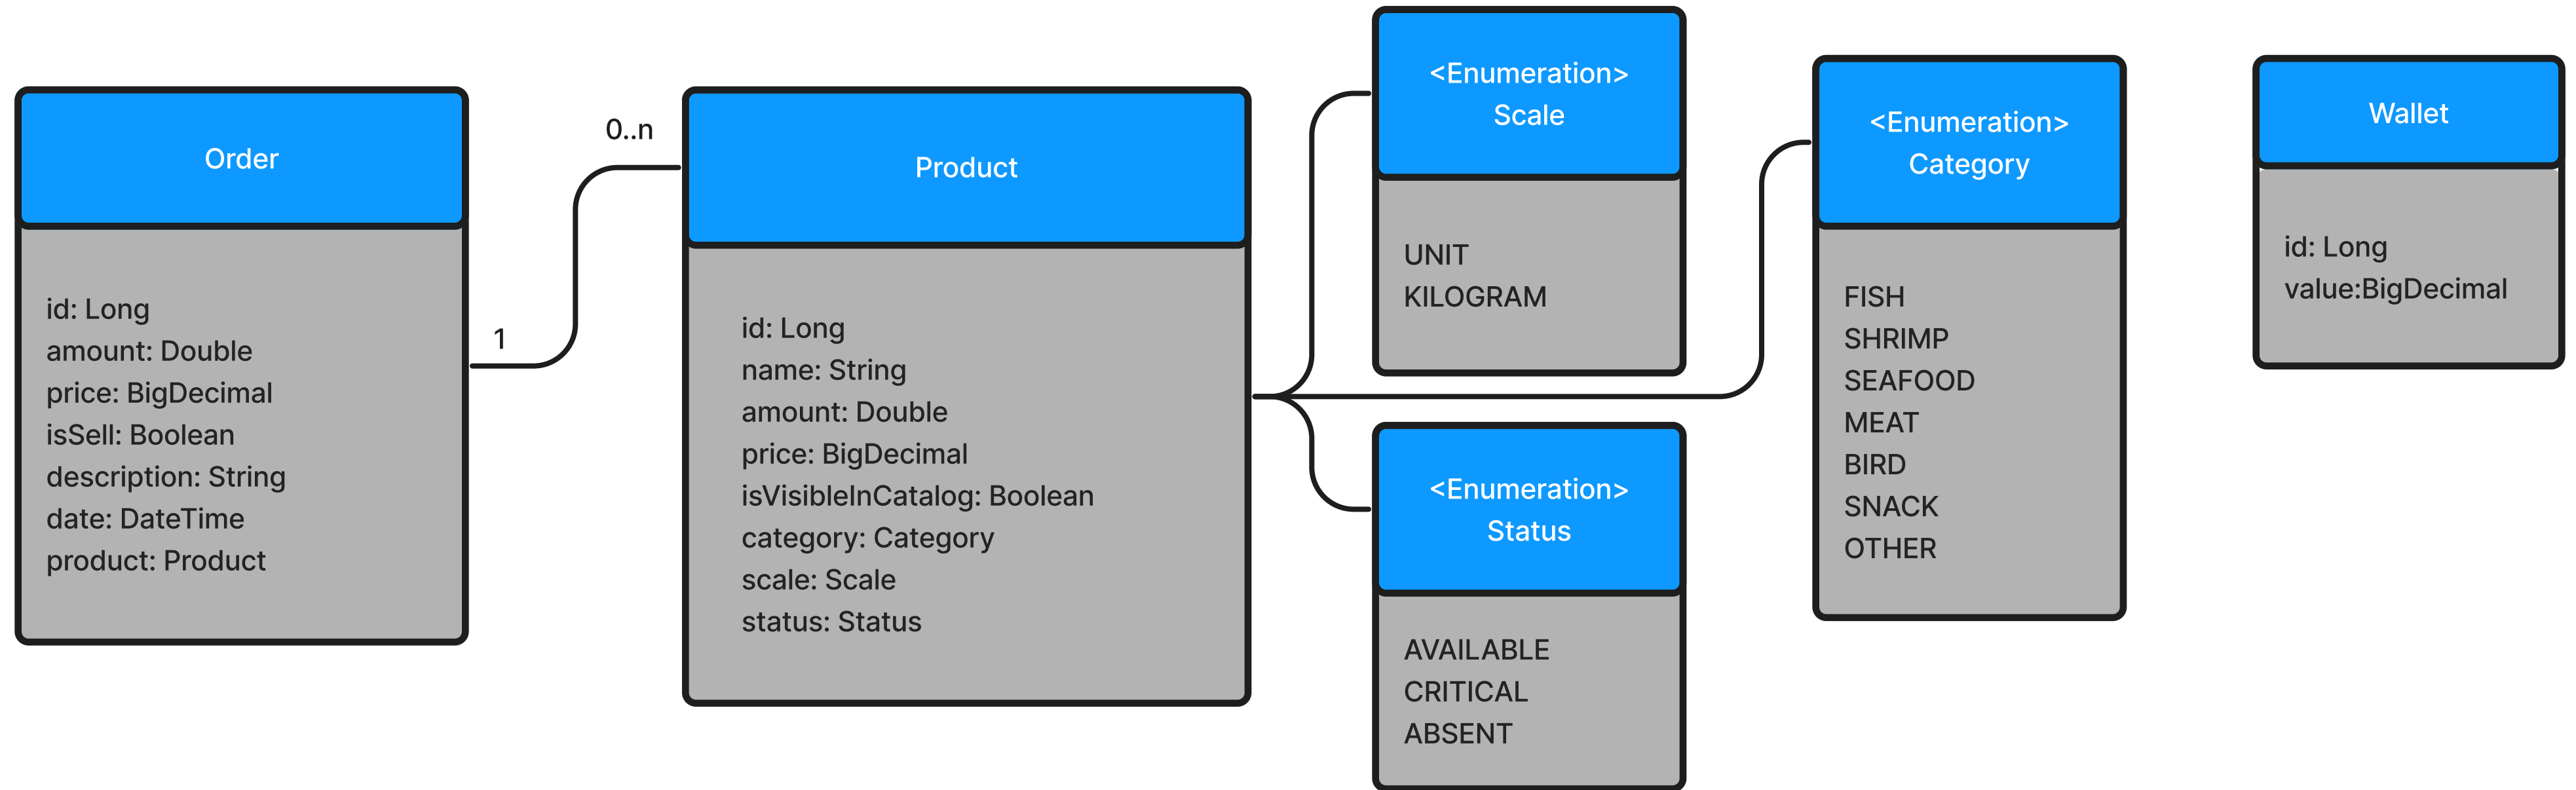 Order
id: Long
amount: Double
price: BigDecimal
isSell: Boolean
description: String
date: DateTime
product: Product
1
0..n
Product
id: Long
name: String
amount: Double
price: BigDecimal
isVisibleInCatalog: Boolean
category: Category
scale: Scale
status: Status
<Enumeration>
Scale
UNIT
KILOGRAM
<Enumeration>
Status
AVAILABLE
CRITICAL
ABSENT
<Enumeration>
Category
FISH
SHRIMP
SEAFOOD
MEAT
BIRD
SNACK
OTHER
Wallet
id: Long
value:BigDecimal